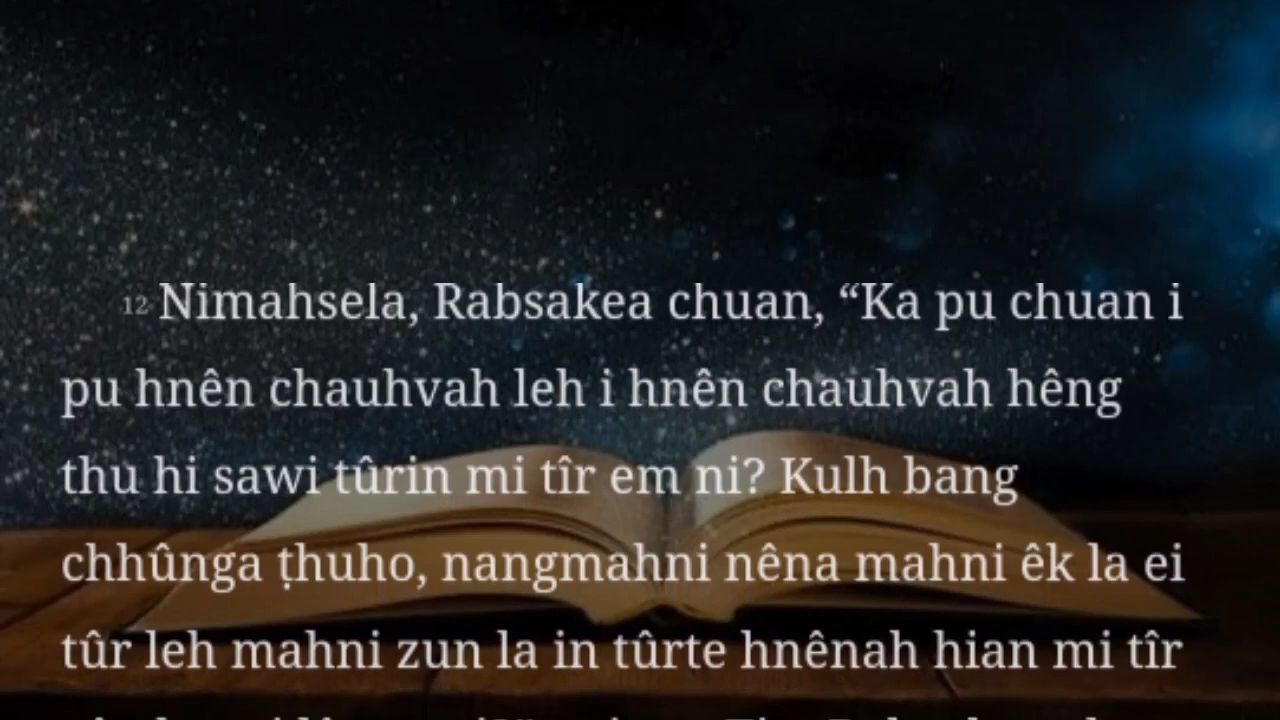 12 Nimahsela, Rabsakea chuan, “Ka pu chuan i
pu hnên chauhvah leh i hnên chauhvah hêng
thu hi sawi tûrin mi tîr em ni? Kulh bang
chhûnga ṭhuho, nangmahni nêna mahni êk la ei
tûr leh mahni zun la in tûrte hnênah hian mi tîr